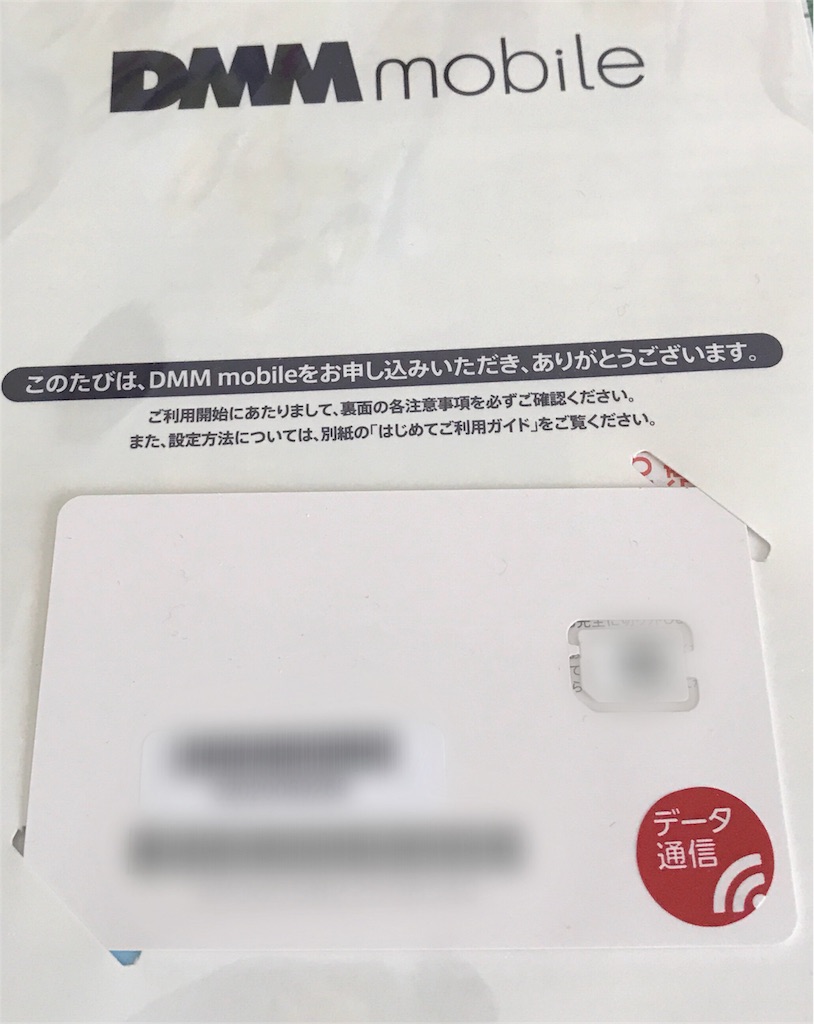 DMM mobile
このたびは、DMM mobileをお申し込みいただき、ありがとうございます。
ご利用開始にあたりまして、裏面の各注意事項を必ずご確認ください。
また、設定方法については、別紙の「はじめてご利用ガイド」をご覧ください。
データ
通信